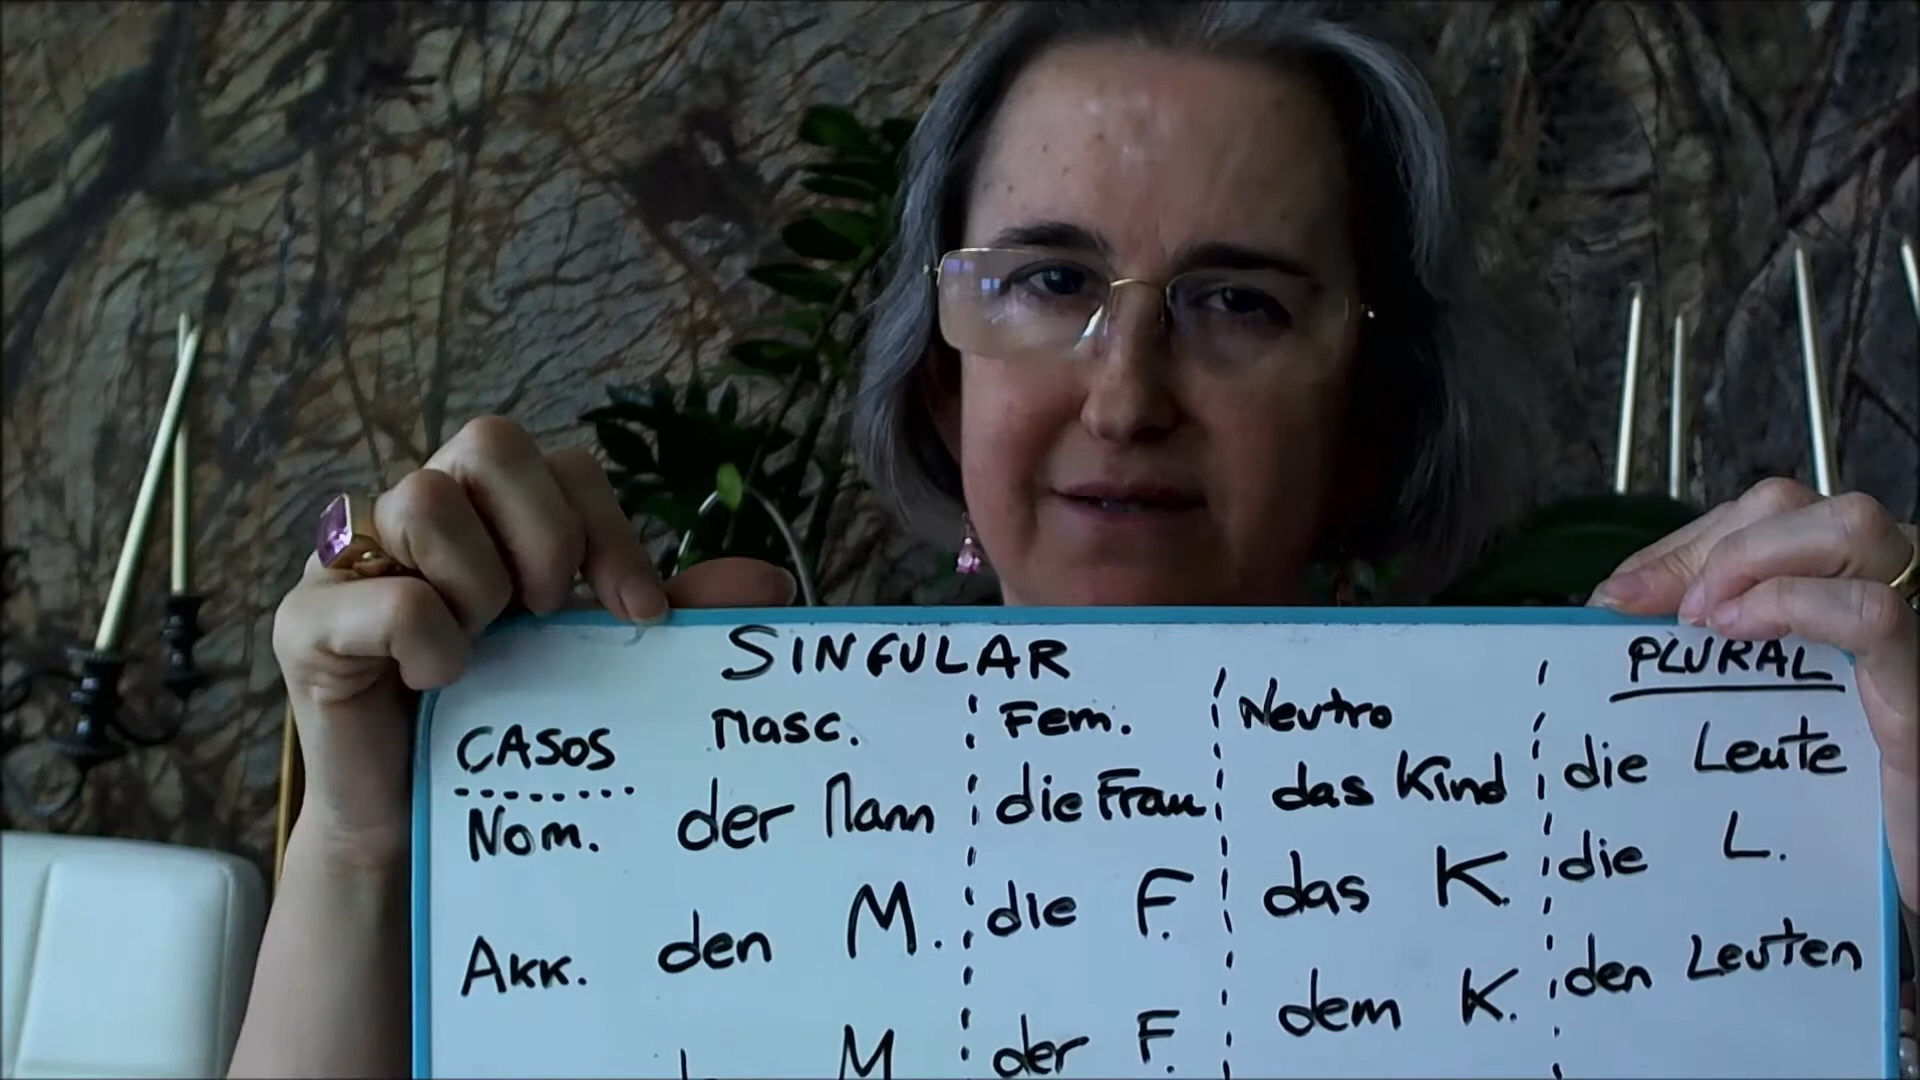 SINGULAR PLURAL
CASOS Masc. Fem. Neutro
Nom. der Mann die Frau das Kind die Leute
Akk. den M. die F. das K. die L.
M der F. dem K. den Leuten